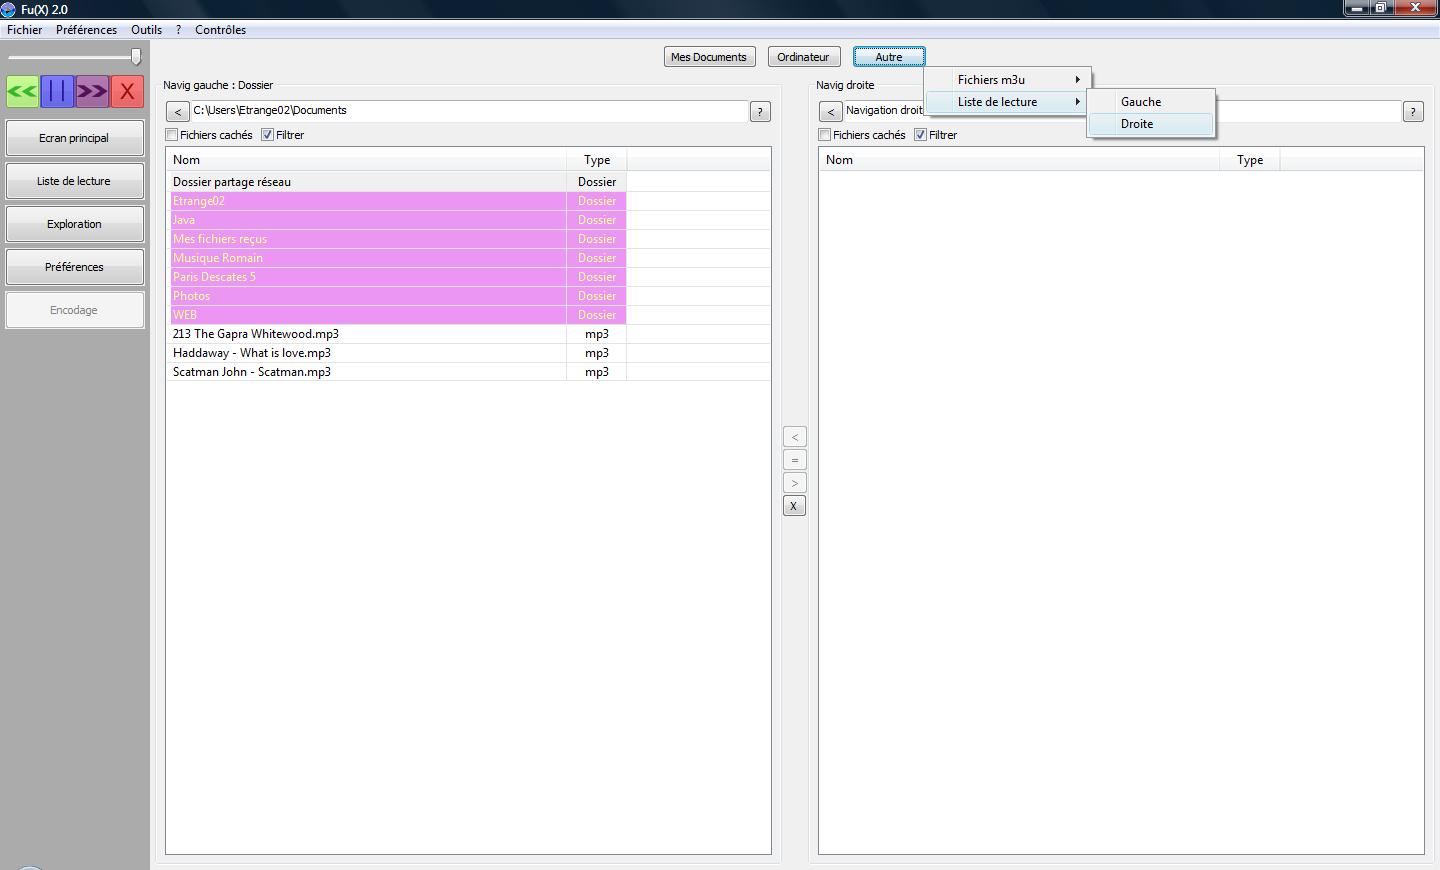 Fu(X) 2.0
Fichier Préférences Outils ? Contrôles
Mes Documents Ordinateur Autre
Fichiers m3u
Liste de lecture
Gauche
Droite
<< || >> X
Ecran principal
Liste de lecture
Exploration
Préférences
Encodage
Navig gauche : Dossier
< C:\Users\Etrange02\Documents ?
Fichiers cachés Filtrer
Nom Type
Dossier partage réseau Dossier
Etrange02 Dossier
Java Dossier
Mes fichiers reçus Dossier
Musique Romain Dossier
Paris Descates 5 Dossier
Photos Dossier
WEB Dossier
213 The Gapra Whitewood.mp3 mp3
Haddaway - What is love.mp3 mp3
Scatman John - Scatman.mp3 mp3
<
=
>
X
Navig droite
< Navigation droit ?
Fichiers cachés Filtrer
Nom Type